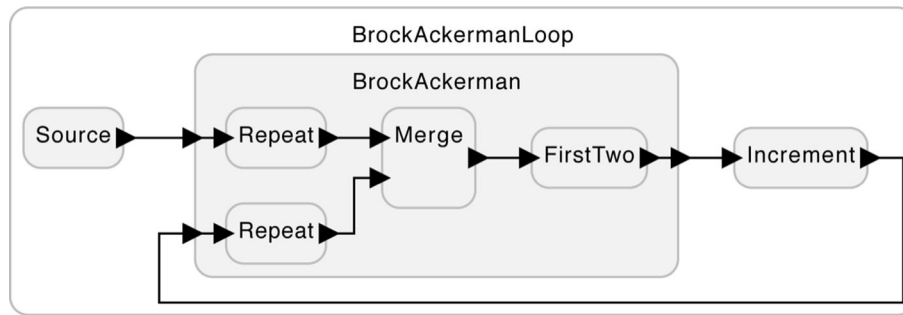 BrockAckermanLoop
BrockAckerman
Source
Repeat
Merge
FirstTwo
Increment
Repeat